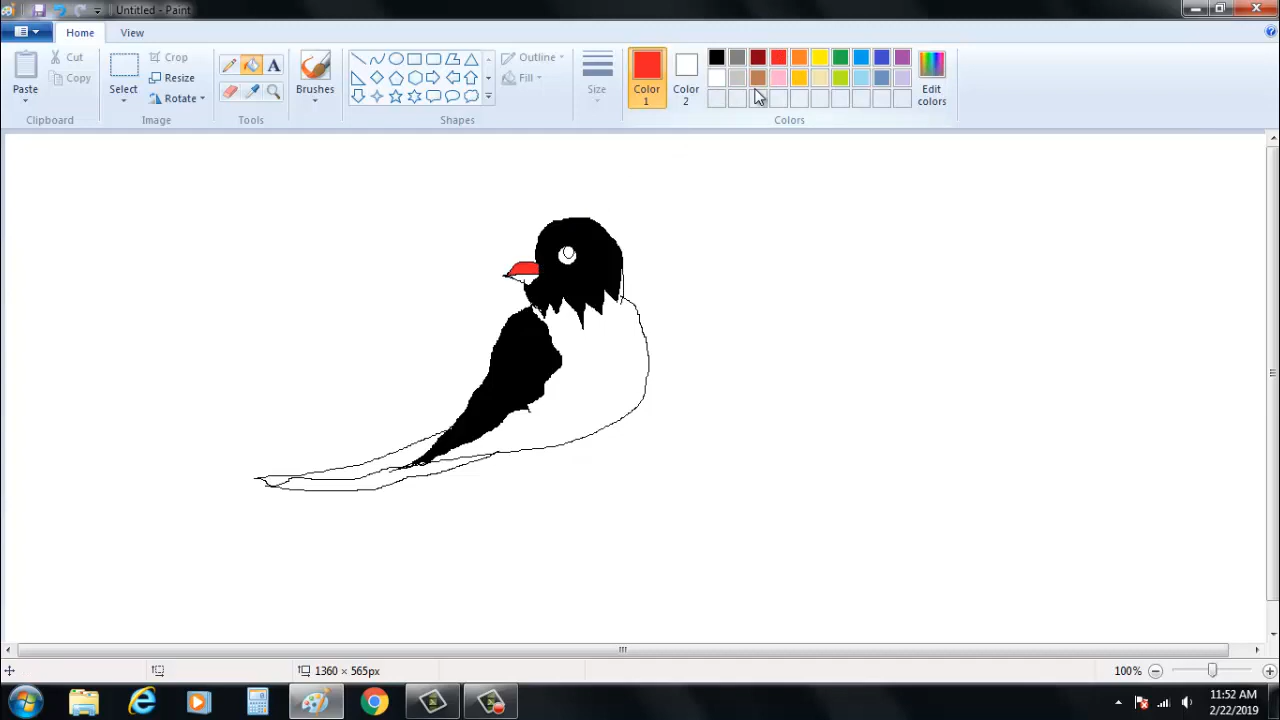 Untitled - Paint
Home View
Paste
Cut
Copy
Clipboard
Select
Crop
Resize
Rotate
Image
A
Tools
Brushes
Outline
Fill
Shapes
Size
Color 1
Color 2
Edit colors
Colors
1360 × 565px
100%
11:52 AM
2/22/2019